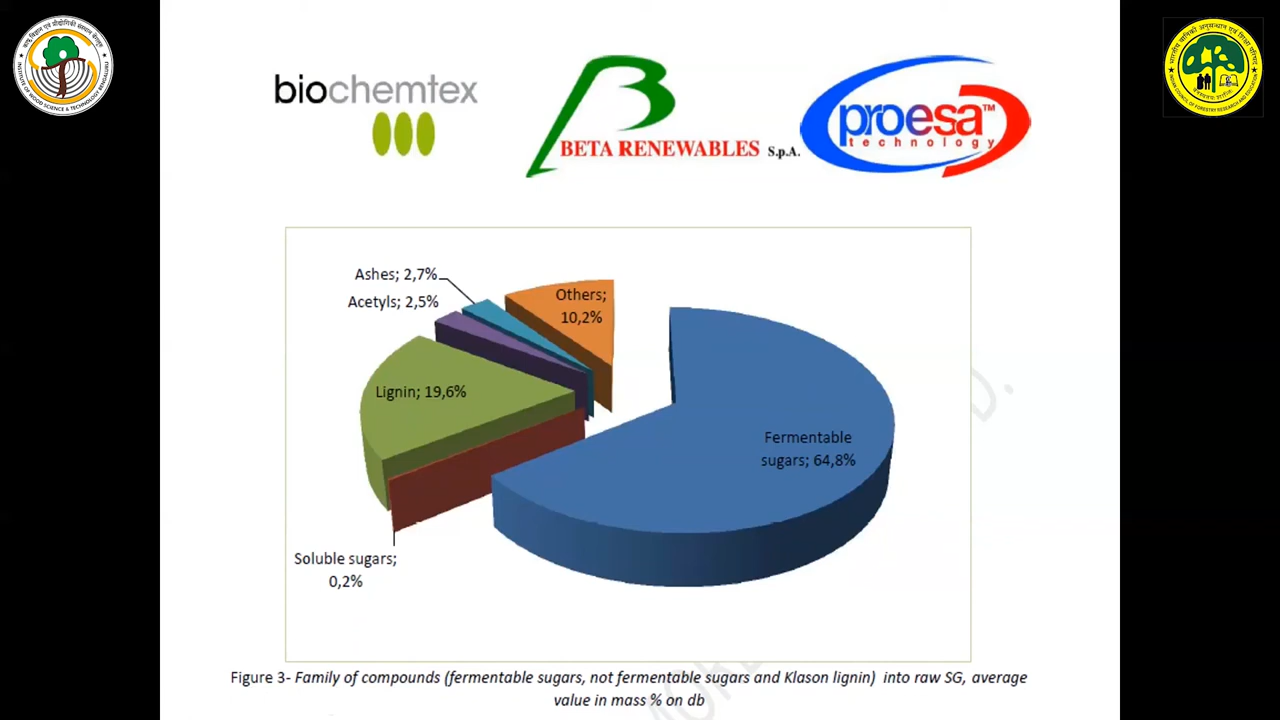 biochemtex
BETA RENEWABLES S.p.A.
proesa™
technology
Ashes; 2,7%
Acetyls; 2,5%
Others;
10,2%
Lignin; 19,6%
Fermentable
sugars; 64,8%
Soluble sugars;
0,2%
Figure 3- Family of compounds (fermentable sugars, not fermentable sugars and Klason lignin) into raw SG, average
value in mass % on db